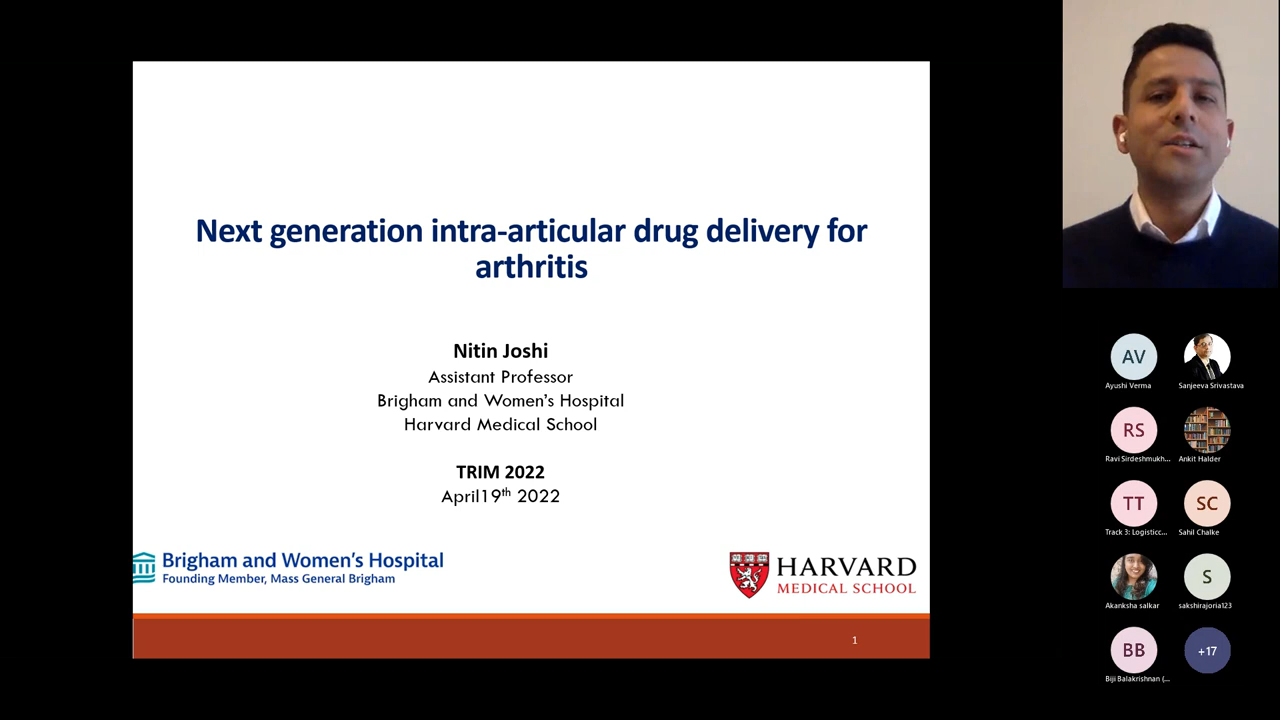 Next generation intra-articular drug delivery for
arthritis
Nitin Joshi
Assistant Professor
Brigham and Women's Hospital
Harvard Medical School
TRIM 2022
April19th 2022
Brigham and Women's Hospital
Founding Member, Mass General Brigham
HARVARD
MEDICAL SCHOOL
1
AV
Ayushi Verma
Sanjeeva Srivastava
RS
Ravi Sirdeshmukh...
Ankit Halder
TT
Track 3: Logisticc...
SC
Sahil Chalke
Akanksha salkar
S
sakshirajoria123
BB
Biji Balakrishnan (...
+17